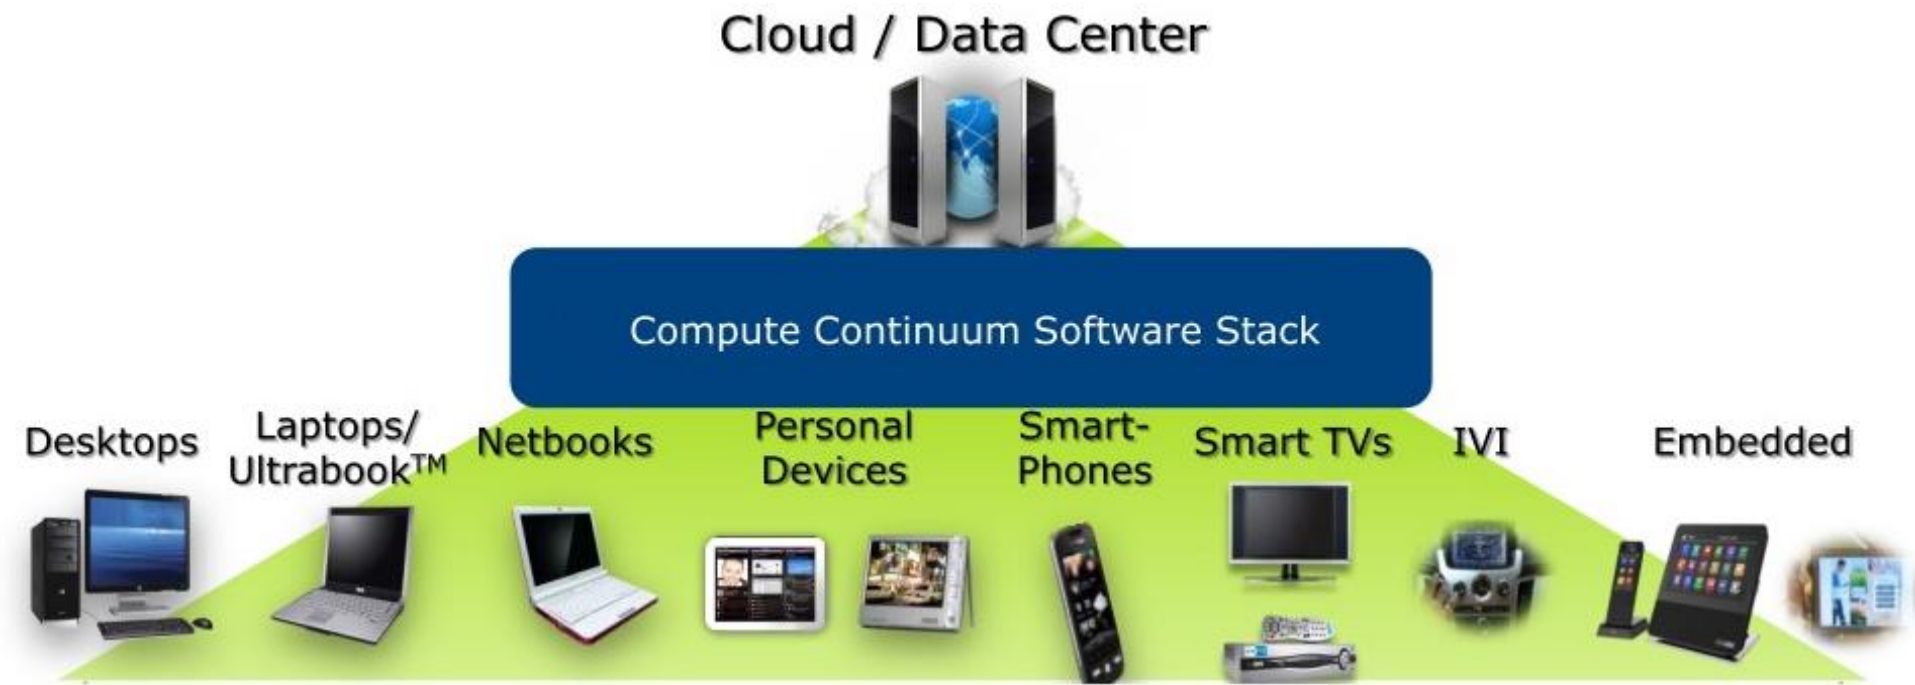 Cloud / Data Center
Compute Continuum Software Stack
Desktops
Laptops/
Ultrabook™
Netbooks
Personal
Devices
Smart-
Phones
Smart TVs
IVI
Embedded